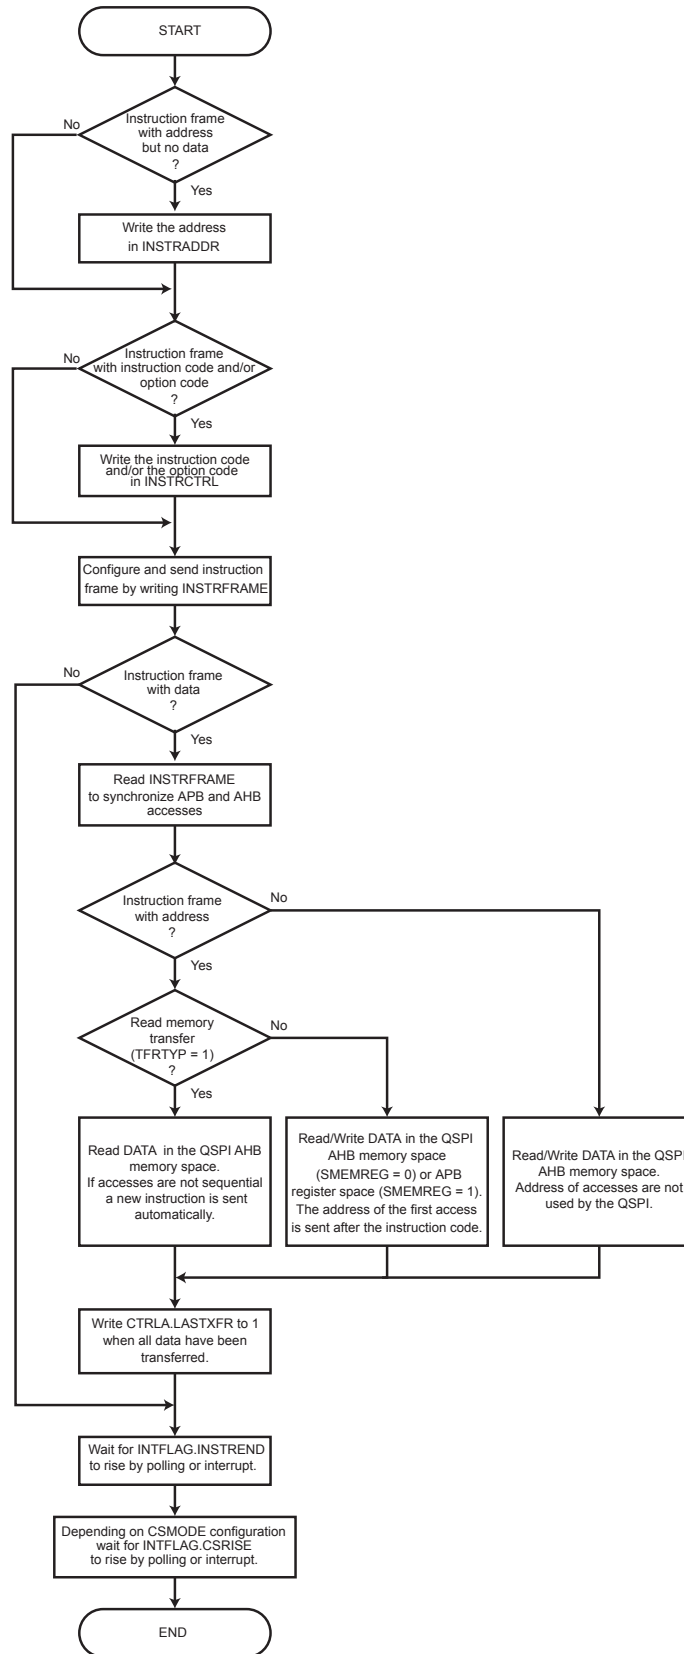 START
Instruction frame
with address
but no data
?
No
Yes
Write the address
in INSTRADDR
Instruction frame
with instruction code and/or
option code
?
No
Yes
Write the instruction code
and/or the option code
in INSTRCTRL
Configure and send instruction
frame by writing INSTRFRAME
Instruction frame
with data
?
No
Yes
Read INSTRFRAME
to synchronize APB and AHB
accesses
Instruction frame
with address
?
No
Yes
Read memory
transfer
(TFRTYP = 1)
?
No
Yes
Read DATA in the QSPI AHB
memory space.
If accesses are not sequential
a new instruction is sent
automatically.
Read/Write DATA in the QSPI
AHB memory space
(SMEMREG = 0) or APB
register space (SMEMREG = 1).
The address of the first access
is sent after the instruction code.
Read/Write DATA in the QSPI
AHB memory space.
Address of accesses are not
used by the QSPI.
Write CTRLA.LASTXFR to 1
when all data have been
transferred.
Wait for INTFLAG.INSTREND
to rise by polling or interrupt.
Depending on CSMODE configuration
wait for INTFLAG.CSRISE
to rise by polling or interrupt.
END